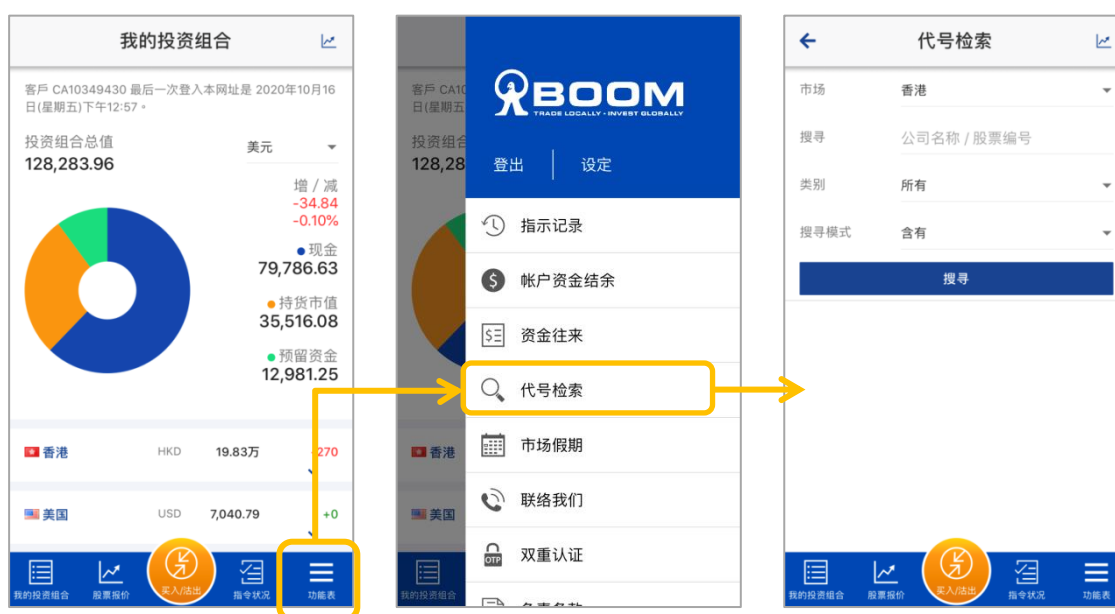 我的投资组合
客戶 CA10349430 最后一次登入本网址是 2020年10月16
日(星期五)下午12:57。
投资组合总值
128,283.96
美元
增 / 减
-34.84
-0.10%
现金
79,786.63
持货市值
35,516.08
预留资金
12,981.25
香港 HKD 19.83万 -270
美国 USD 7,040.79 +0
我的投资组合 股票报价 买入/沽出 指令状况 功能表
客戶 CA10
日(星期五
投资组合
128,28
香港
美国
我的投资组合
BOOM
TRADE LOCALLY · INVEST GLOBALLY
登出 设定
指示记录
帐户资金结余
资金往来
代号检索
市场假期
联络我们
OTP 双重认证
代号检索
市场 香港
搜寻 公司名称 / 股票编号
类别 所有
搜寻模式 含有
搜寻
我的投资组合 股票报价 买入/沽出 指令状况 功能表